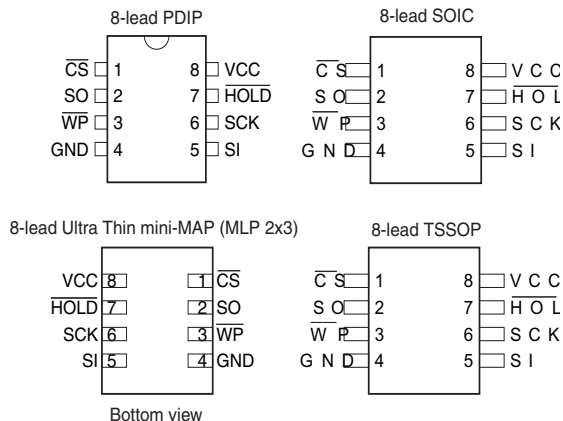 8-lead PDIP
CS 1 8 VCC
SO 2 7 HOLD
WP 3 6 SCK
GND 4 5 SI
8-lead SOIC
CS 1 8 VCC
SO 2 7 HOL
WP 3 6 SCK
GND 4 5 SI
8-lead Ultra Thin mini-MAP (MLP 2x3)
VCC 8 1 CS
HOLD 7 2 SO
SCK 6 3 WP
SI 5 4 GND
Bottom view
8-lead TSSOP
CS 1 8 VCC
SO 2 7 HOL
WP 3 6 SCK
GND 4 5 SI